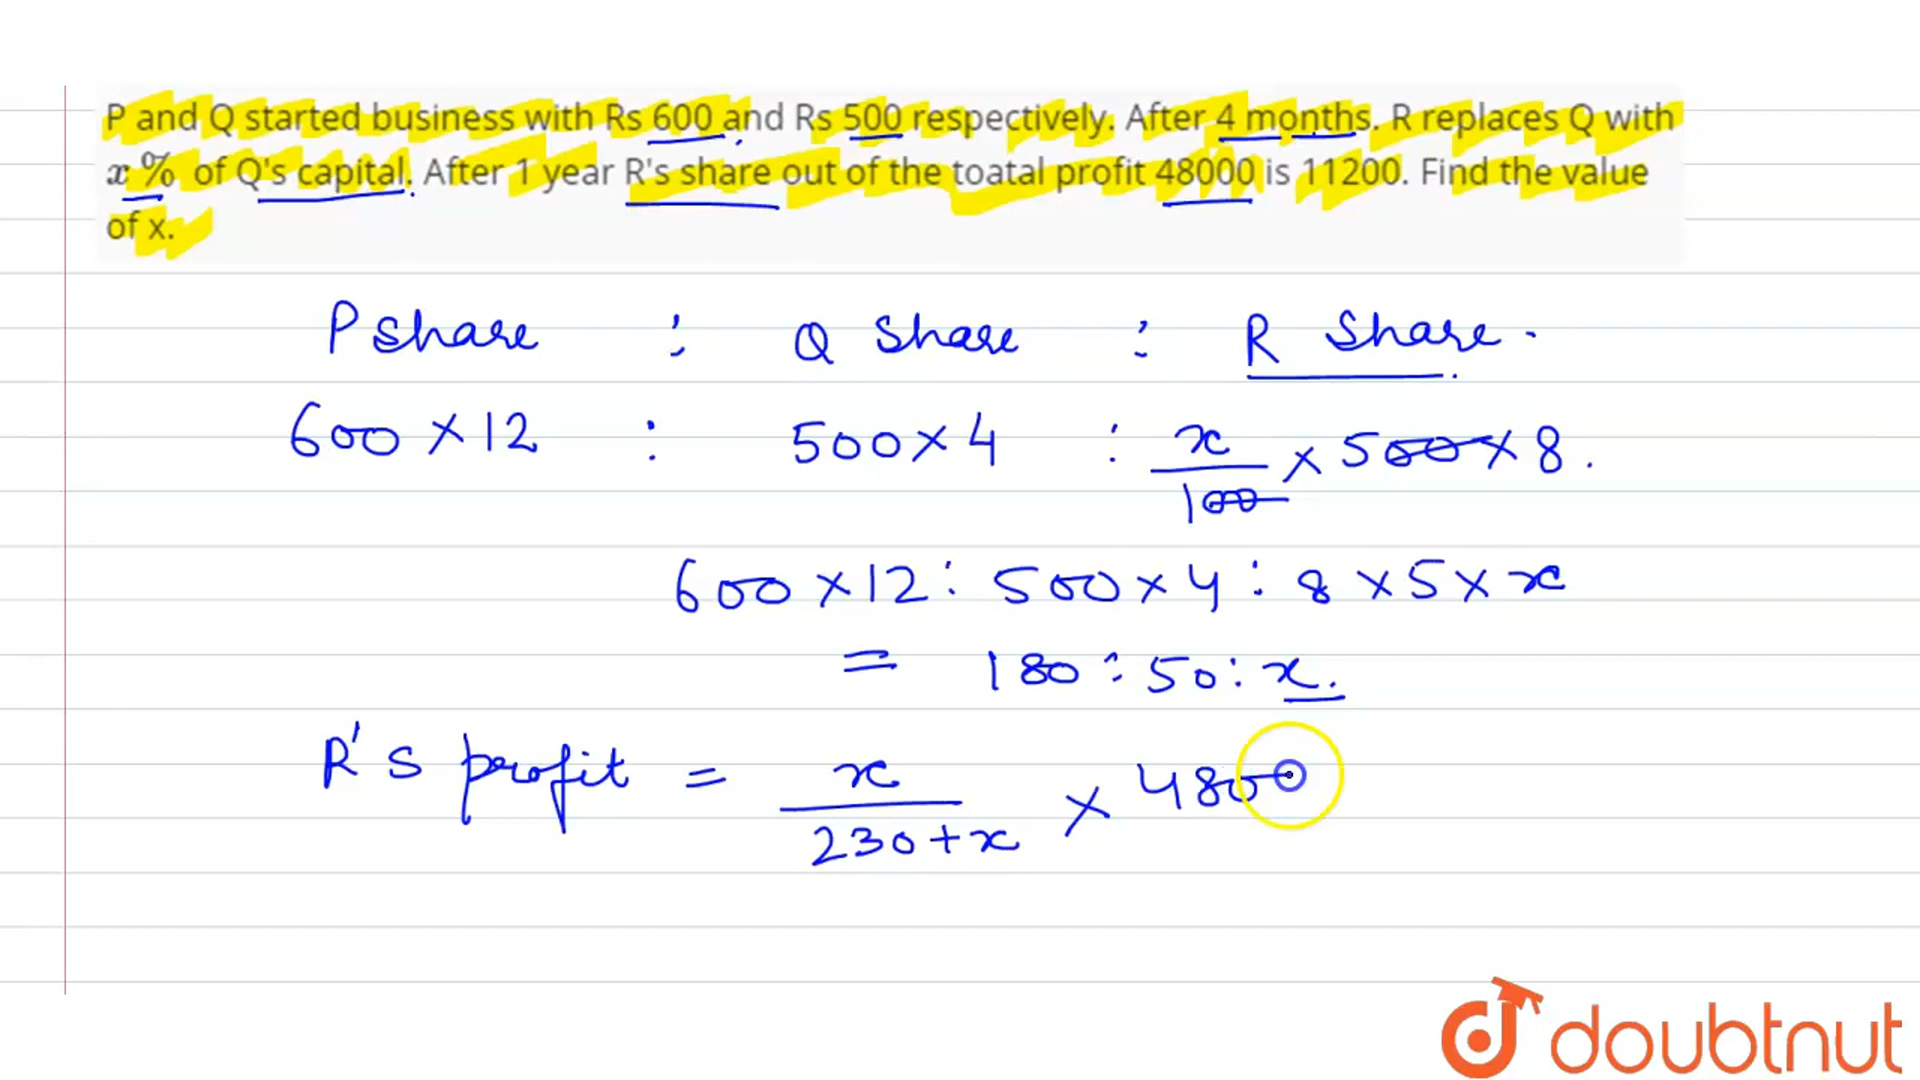 P and Q started business with Rs 600 and Rs 500 respectively. After 4 months. R replaces Q with
x % of Q's capital. After 1 year R's share out of the toatal profit 48000 is 11200. Find the value
of x.
P share : Q share : R share.
600 × 12 : 500 × 4 : x/100 × 500 × 8.
600 × 12 : 500 × 4 : 8 × 5 × x
= 180 : 50 : x.
R's profit = x/230+x × 4800
doubtnut